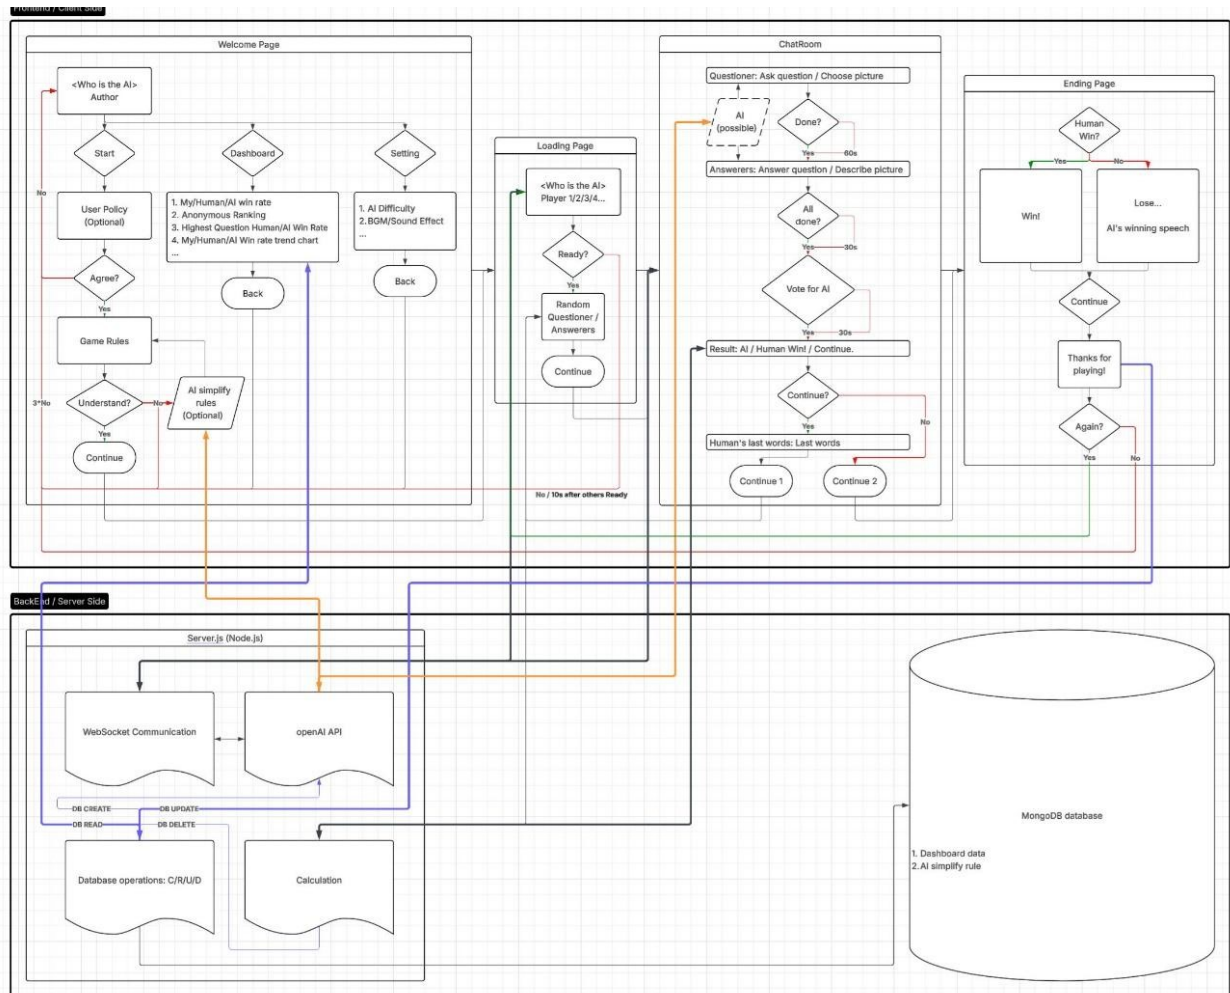 Frontend / Client Side
Welcome Page
<Who is the AI>
Author
Start
Dashboard
Setting
No
User Policy
(Optional)
1. My/Human/AI win rate
2. Anonymous Ranking
3. Highest Question Human/AI Win Rate
4. My/Human/AI Win rate trend chart
...
1. AI Difficulty
2.BGM/Sound Effect
...
Agree?
Back
Back
Yes
Game Rules
AI simplify
rules
(Optional)
3*No
Understand?
No
Yes
Continue
Loading Page
<Who is the AI>
Player 1/2/3/4...
Ready?
Yes
Random
Questioner /
Answerers
Continue
No / 10s after others Ready
ChatRoom
Questioner: Ask question / Choose picture
AI
(possible)
Done?
Yes
60s
Answerers: Answer question / Describe picture
All
done?
Yes
30s
Vote for AI
Yes
30s
Result: AI / Human Win! / Continue.
Continue?
Yes
No
Human's last words: Last words
Continue 1
Continue 2
Ending Page
Human
Win?
Yes
No
Win!
Lose...
AI's winning speech
Continue
Thanks for
playing!
Again?
Yes
No
BackEnd / Server Side
Server.js (Node.js)
WebSocket Communication
openAI API
DB CREATE
DB UPDATE
DB READ
DB DELETE
Database operations: C/R/U/D
Calculation
MongoDB database
1. Dashboard data
2.AI simplify rule